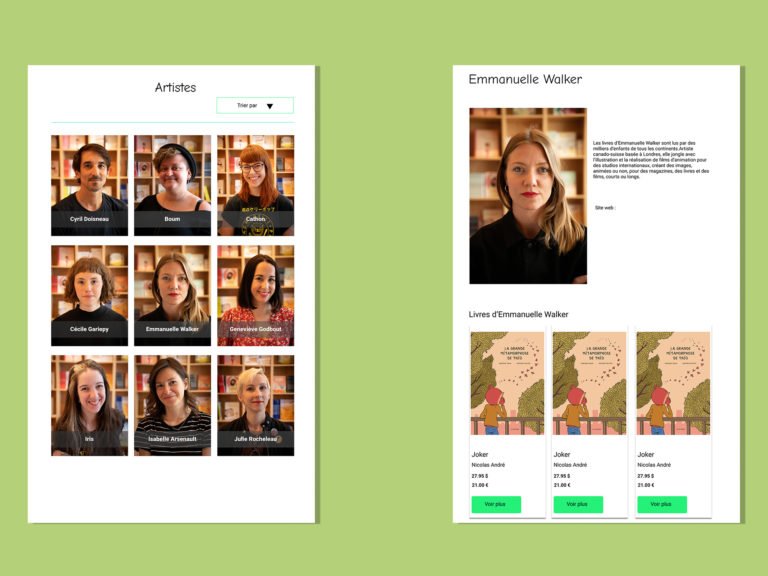 Artistes
Trier par
Cyril Doisneau
Boum
Cathon
Cécile Gariepy
Emmanuelle Walker
Geneviève Godbout
Iris
Isabelle Arsenault
Julie Rocheleau
Emmanuelle Walker
Les livres d'Emmanuelle Walker sont lus par des
milliers d'enfants de tous les continents.Artiste
canado-suisse basée à Londres, elle jongle avec
l'illustration et la réalisation de films d'animation pour
des studios internationaux, créant des images,
animées ou non, pour des magazines, des livres et des
films, courts ou longs.
Site web :
Livres d'Emmanuelle Walker
LA GRANDE
MÉTAMORPHOSE
DE THÉO
LA GRANDE
MÉTAMORPHOSE
DE THÉO
LA GRANDE
MÉTAMORPHOSE
DE THÉO
Joker
Nicolas André
27.95 $
21.00 €
Voir plus
Joker
Nicolas André
27.95 $
21.00 €
Voir plus
Joker
Nicolas André
27.95 $
21.00 €
Voir plus